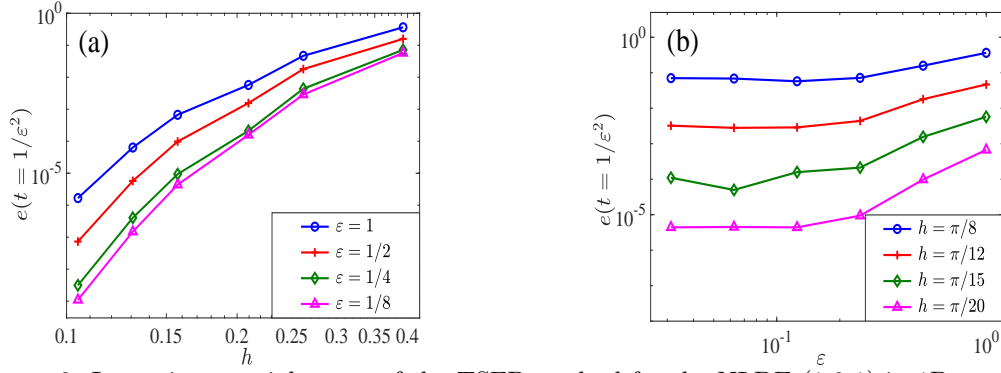 (a)
10^0
10^{-5}
e(t = 1/ε^2)
0.1 0.15 0.2 0.25 0.3 0.35 0.4
h
ε = 1
ε = 1/2
ε = 1/4
ε = 1/8
(b)
10^0
10^{-5}
e(t = 1/ε^2)
10^{-1} 10^0
ε
h = π/8
h = π/12
h = π/15
h = π/20